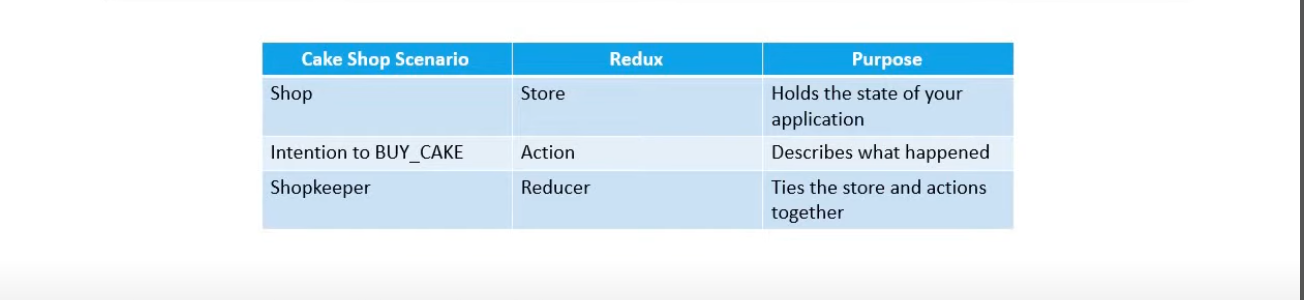 Cake Shop Scenario Redux Purpose
Shop Store Holds the state of your
application
Intention to BUY_CAKE Action Describes what happened
Shopkeeper Reducer Ties the store and actions
together